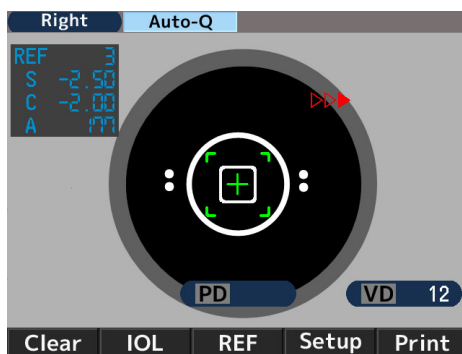 Right Auto-Q
REF 3
S -2.50
C -2.00
A 177
PD VD 12
Clear IOL REF Setup Print